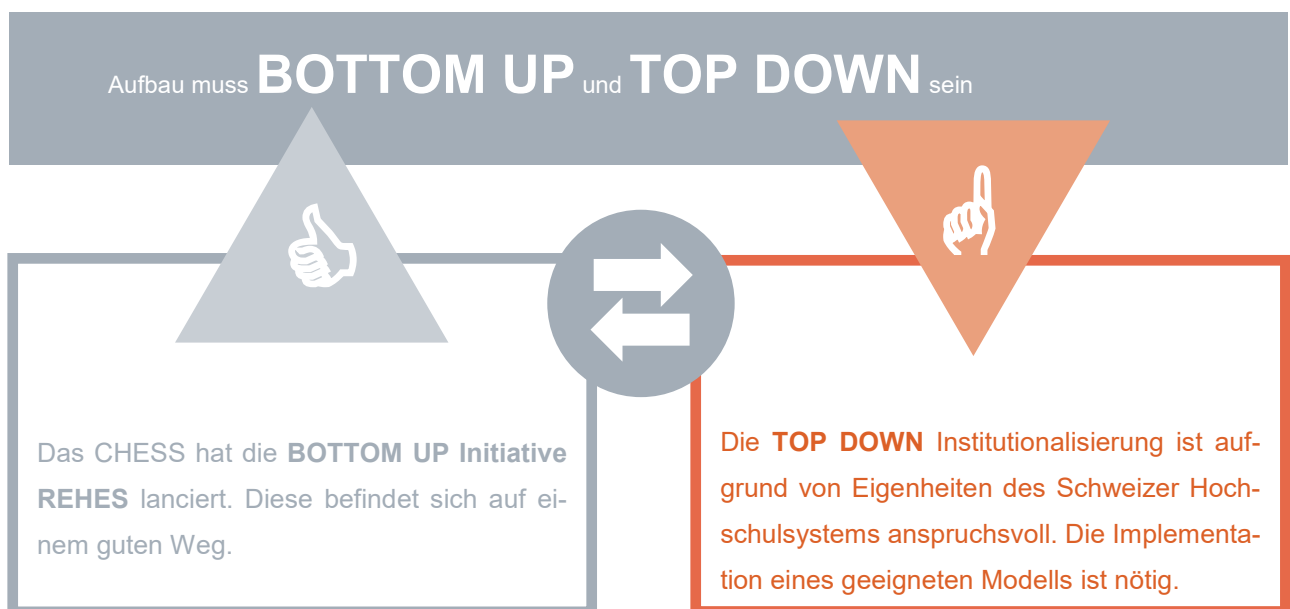 Aufbau muss BOTTOM UP und TOP DOWN sein
Das CHESS hat die BOTTOM UP Initiative
REHES lanciert. Diese befindet sich auf ei-
nem guten Weg.
Die TOP DOWN Institutionalisierung ist auf-
grund von Eigenheiten des Schweizer Hoch-
schulsystems anspruchsvoll. Die Implementa-
tion eines geeigneten Modells ist nötig.